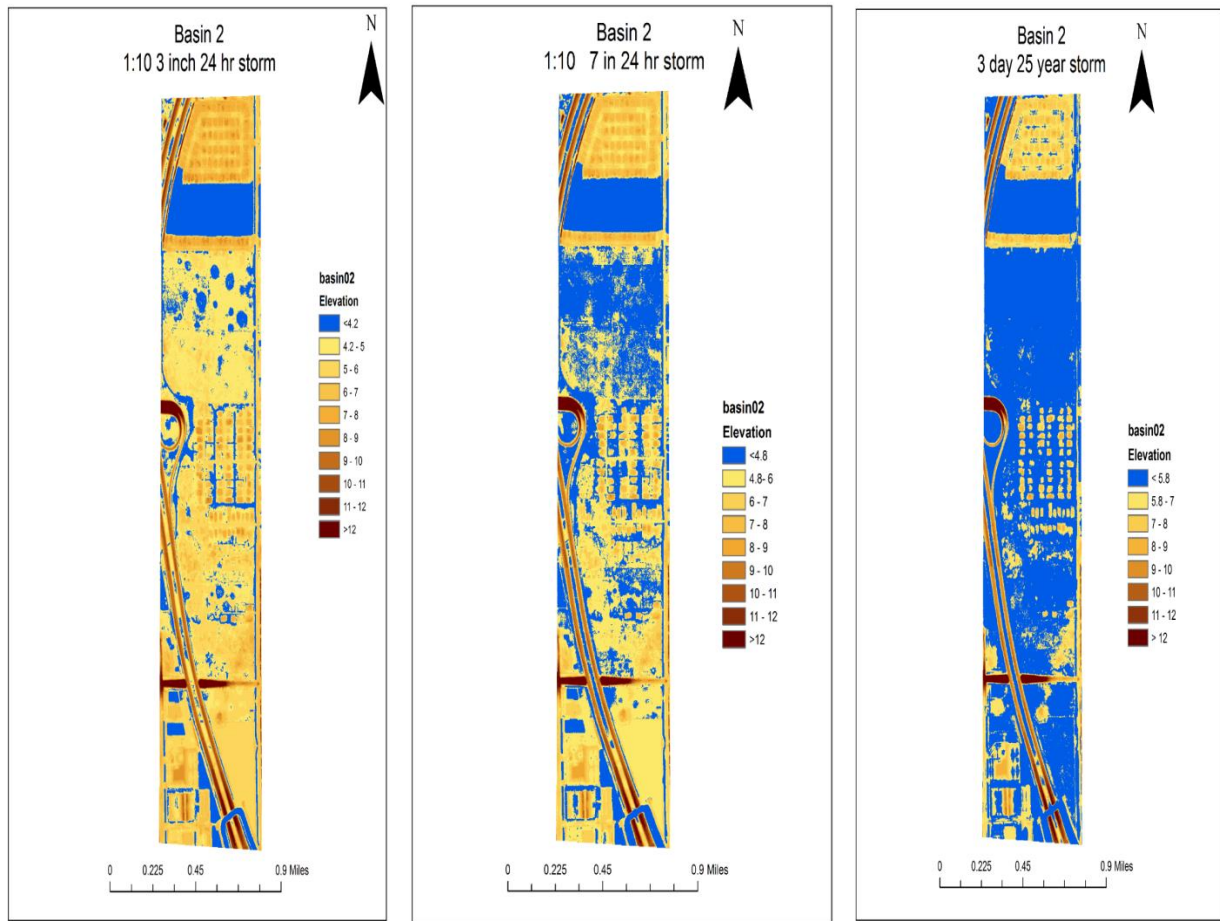 Basin 2
1:10 3 inch 24 hr storm
N
basin02
Elevation
<4.2
4.2 - 5
5 - 6
6 - 7
7 - 8
8 - 9
9 - 10
10 - 11
11 - 12
>12
0 0.225 0.45 0.9 Miles
Basin 2
1:10 7 in 24 hr storm
N
basin02
Elevation
<4.8
4.8- 6
6 - 7
7 - 8
8 - 9
9 - 10
10 - 11
11 - 12
>12
0 0.225 0.45 0.9 Miles
Basin 2
3 day 25 year storm
N
basin02
Elevation
< 5.8
5.8 - 7
7 - 8
8 - 9
9 - 10
10 - 11
11 - 12
> 12
0 0.225 0.45 0.9 Miles